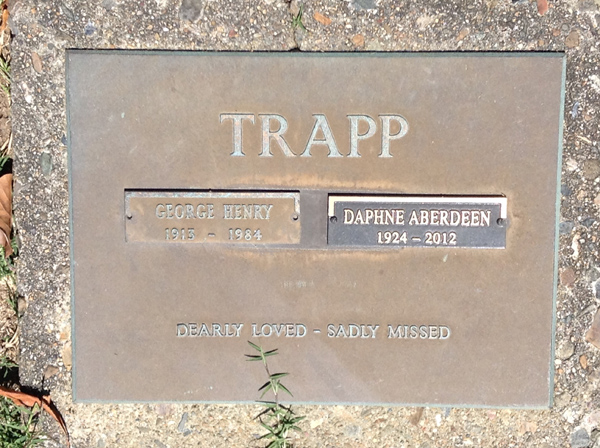 TRAPP
GEORGE HENRY
1913 - 1984
DAPHNE ABERDEEN
1924 - 2012
DEARLY LOVED - SADLY MISSED